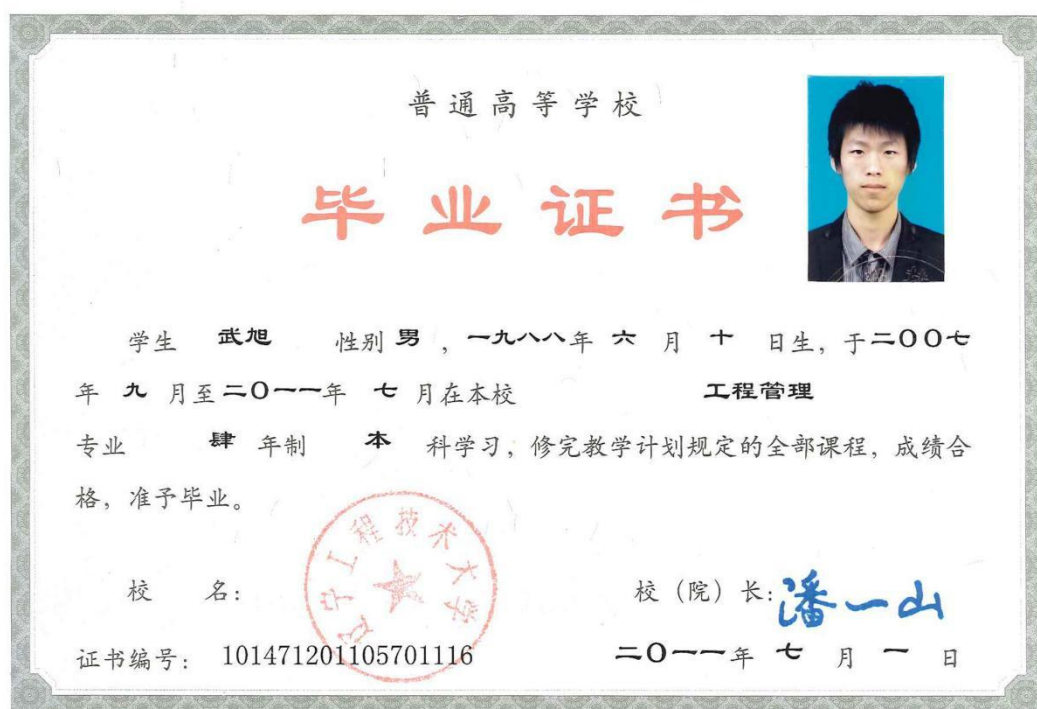 普通高等学校
毕业证书
学生 武旭 性别 男 ，一九八八年 六 月 十 日生，于二00七
年 九 月至二0一一年 七 月在本校 工程管理
专业 肆 年制 本 科学习，修完教学计划规定的全部课程，成绩合
格，准予毕业。
辽宁工程技术大学
校 名： 校（院）长：潘一山
证书编号： 101471201105701116 二0一一年 七 月 一 日